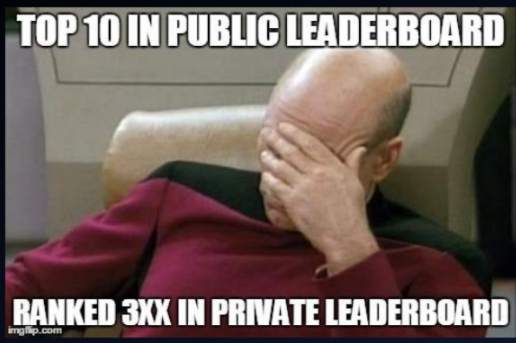 TOP 10 IN PUBLIC LEADERBOARD
RANKED 3XX IN PRIVATE LEADERBOARD
imgflip.com